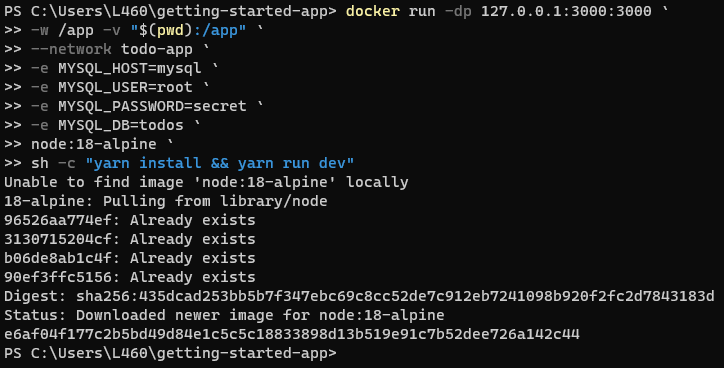 PS C:\Users\L460\getting-started-app> docker run -dp 127.0.0.1:3000:3000 `
>> -w /app -v "$(pwd):/app" `
>> --network todo-app `
>> -e MYSQL_HOST=mysql `
>> -e MYSQL_USER=root `
>> -e MYSQL_PASSWORD=secret `
>> -e MYSQL_DB=todos `
>> node:18-alpine `
>> sh -c "yarn install && yarn run dev"
Unable to find image 'node:18-alpine' locally
18-alpine: Pulling from library/node
96526aa774ef: Already exists
3130715204cf: Already exists
b06de8ab1c4f: Already exists
90ef3ffc5156: Already exists
Digest: sha256:435dcad253bb5b7f347ebc69c8cc52de7c912eb7241098b920f2fc2d7843183d
Status: Downloaded newer image for node:18-alpine
e6af04f177c2b5bd49d84e1c5c5c18833898d13b519e91c7b52dee726a142c44
PS C:\Users\L460\getting-started-app>